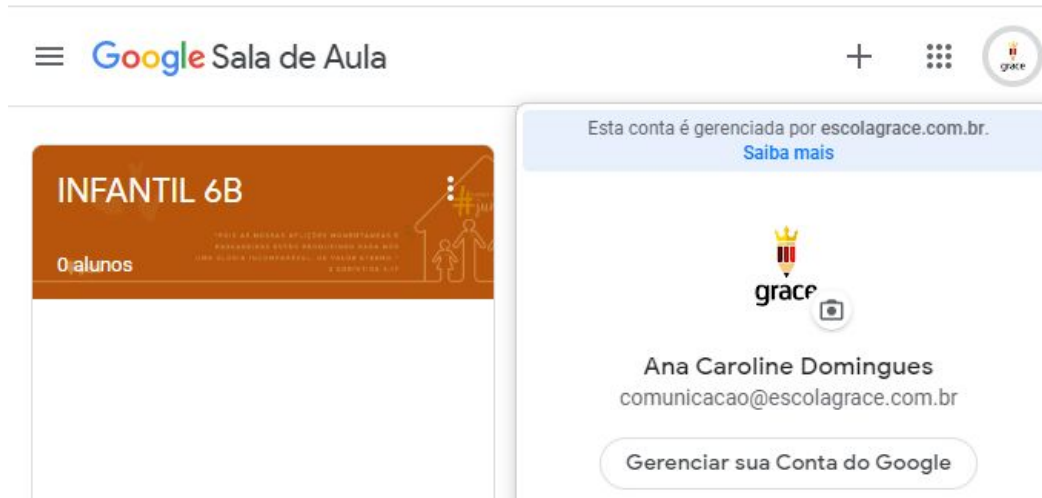 Google Sala de Aula
grace
Esta conta é gerenciada por escolagrace.com.br.
Saiba mais
INFANTIL 6B
0 alunos
grace
Ana Caroline Domingues
comunicacao@escolagrace.com.br
Gerenciar sua Conta do Google